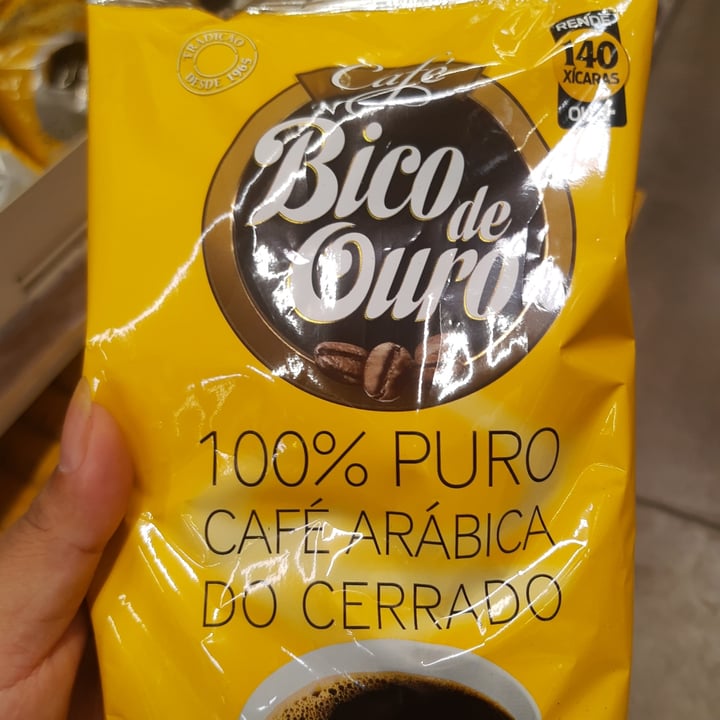 TRADIÇÃO
DESDE 1965
RENDE
140
XÍCARAS
Café
Bico
de
Ouro
100% PURO
CAFÉ ARÁBICA
DO CERRADO